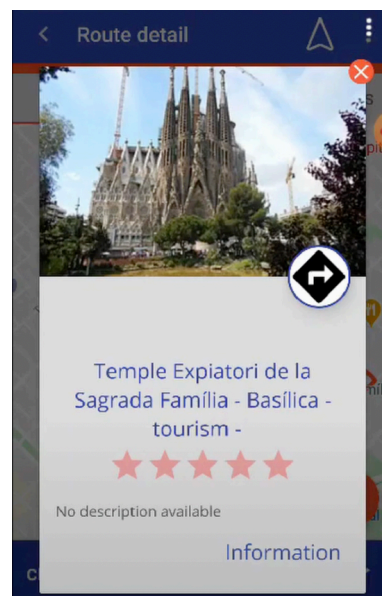 Route detail
Temple Expiatori de la
Sagrada Família - Basílica -
tourism -
No description available
Information